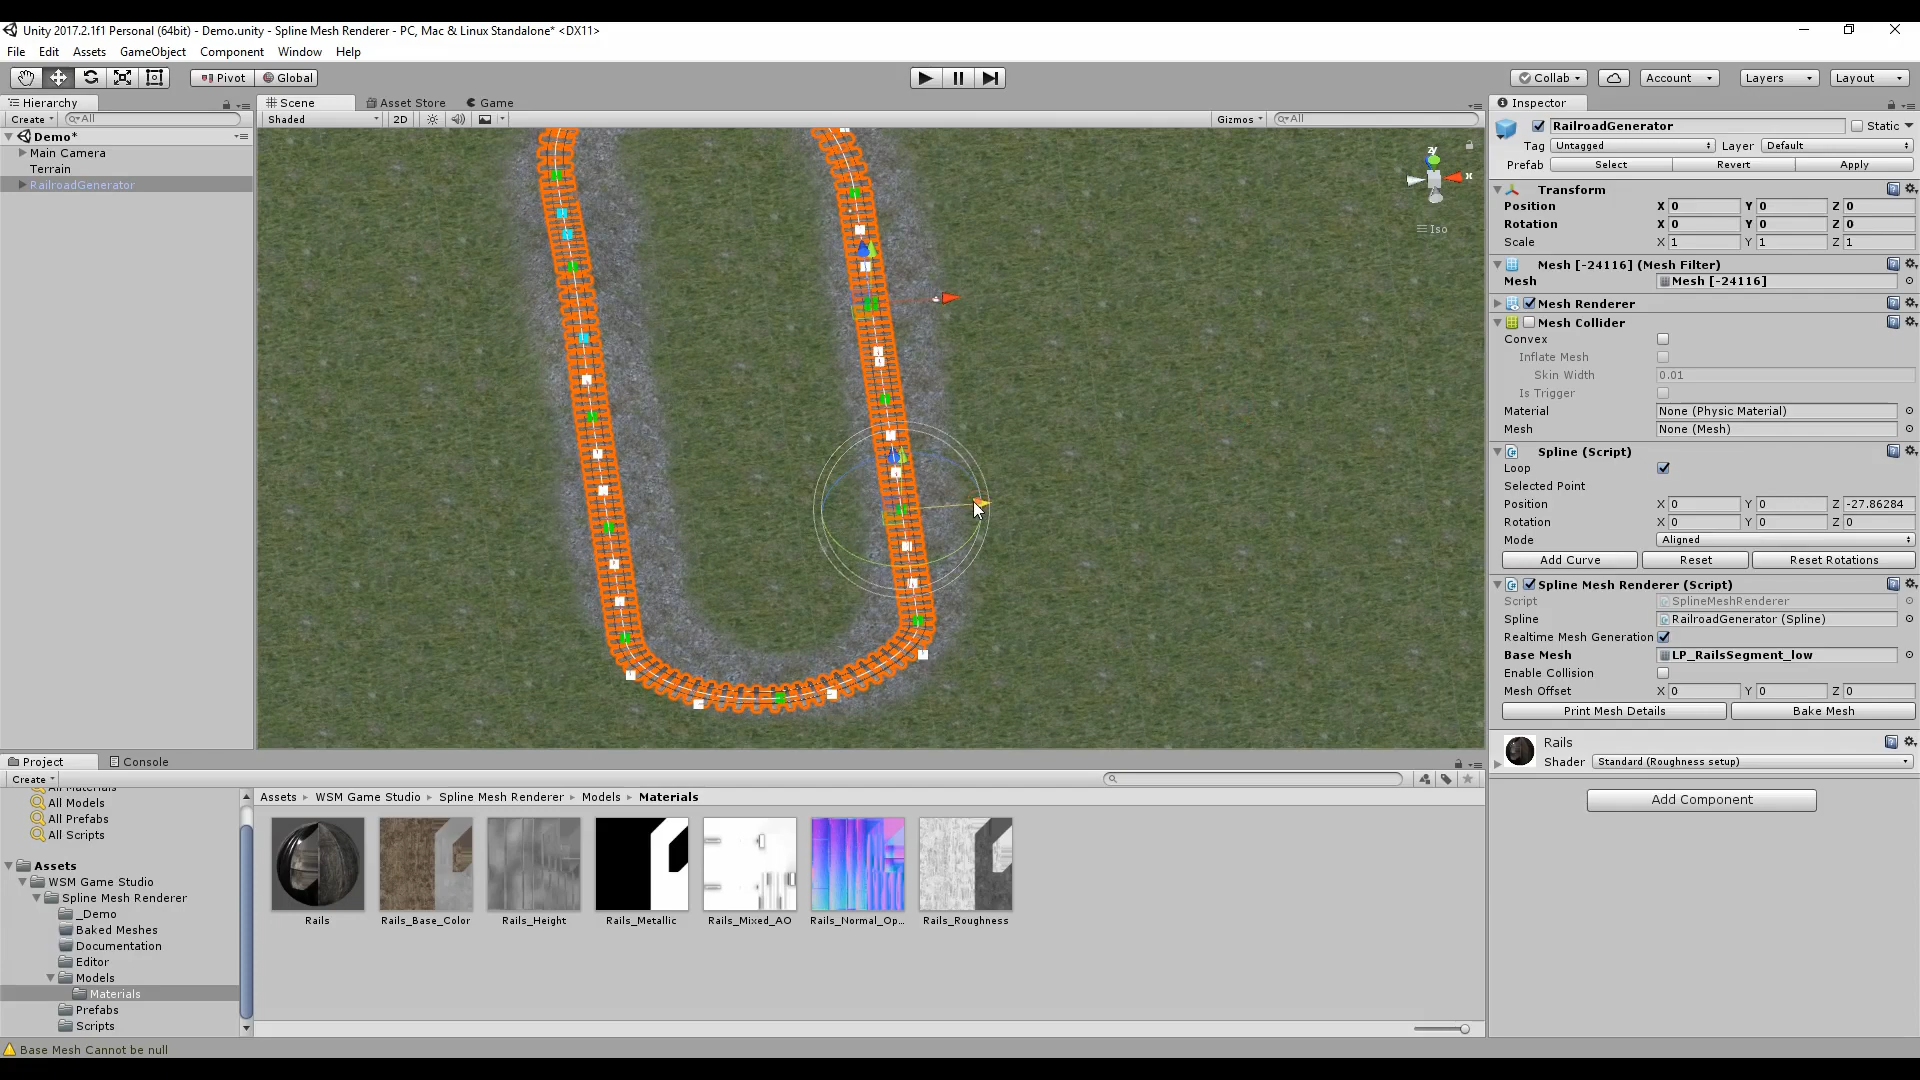 Unity 2017.2.1f1 Personal (64bit) - Demo.unity - Spline Mesh Renderer - PC, Mac & Linux Standalone* <DX11>
File Edit Assets GameObject Component Window Help
Pivot Global Collab Account Layers Layout
Hierarchy
Create All
Demo*
Main Camera
Terrain
RailroadGenerator
Scene Asset Store Game
Shaded 2D Gizmos All
zy
x
Iso
Inspector
RailroadGenerator Static
Tag Untagged Layer Default
Prefab Select Revert Apply
Transform
Position X 0 Y 0 Z 0
Rotation X 0 Y 0 Z 0
Scale X 1 Y 1 Z 1
Mesh [-24116] (Mesh Filter)
Mesh Mesh [-24116]
Mesh Renderer
Mesh Collider
Convex
Inflate Mesh
Skin Width 0.01
Is Trigger
Material None (Physic Material)
Mesh None (Mesh)
Spline (Script)
Loop
Selected Point
Position X 0 Y 0 Z -27.86284
Rotation X 0 Y 0 Z 0
Mode Aligned
Add Curve Reset Reset Rotations
Spline Mesh Renderer (Script)
Script SplineMeshRenderer
Spline RailroadGenerator (Spline)
Realtime Mesh Generation
Base Mesh LP_RailsSegment_low
Enable Collision
Mesh Offset X 0 Y 0 Z 0
Print Mesh Details Bake Mesh
Rails
Shader Standard (Roughness setup)
Add Component
Project Console
Create
All Materials
All Models
All Prefabs
All Scripts
Assets
WSM Game Studio
Spline Mesh Renderer
_Demo
Baked Meshes
Documentation
Editor
Models
Materials
Prefabs
Scripts
Assets WSM Game Studio Spline Mesh Renderer Models Materials
Rails Rails_Base_Color Rails_Height Rails_Metallic Rails_Mixed_AO Rails_Normal_Op... Rails_Roughness
Base Mesh Cannot be null